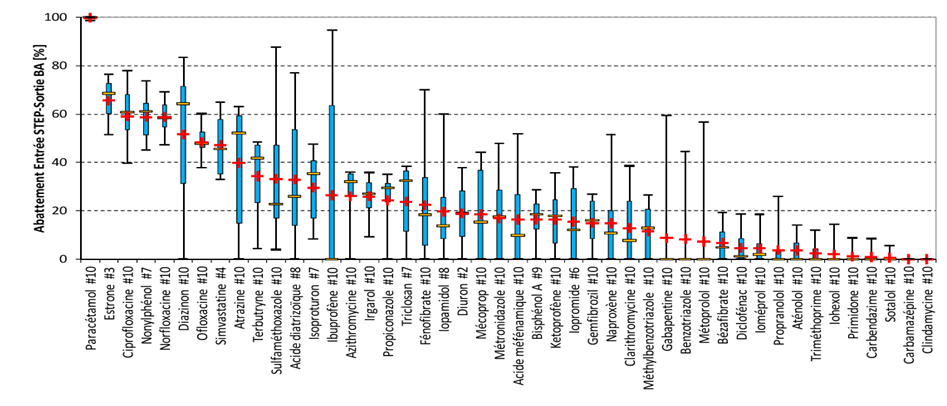 Abattement Entrée STEP-Sortie BA [%]
100
80
60
40
20
0
Paracétamol #10
Estrone #3
Ciprofloxacine #10
Nonylphénol #7
Norfloxacine #10
Diazinon #10
Ofloxacine #10
Simvastatine #4
Atrazine #10
Terbutryne #10
Sulfaméthoxazole #10
Acide diatrizoïque #8
Isoproturon #7
Ibuprofène #10
Azithromycine #10
Irgarol #10
Propiconazole #10
Triclosan #7
Fénofibrate #10
Iopamidol #8
Diuron #2
Mécoprop #10
Métronidazole #10
Acide méfénamique #10
Bisphénol A #9
Ketoprofène #10
Iopromide #6
Gemfibrozil #10
Naproxène #10
Clarithromycine #10
Méthylbenzotriazole #10
Gabapentine #10
Benzotriazole #10
Métoprolol #10
Bézafibrate #10
Diclofénac #10
Ioméprol #10
Propranolol #10
Aténolol #10
Triméthoprime #10
Iohexol #10
Primidone #10
Carbendazime #10
Sotalol #10
Carbamazépine #10
Clindamycine #10